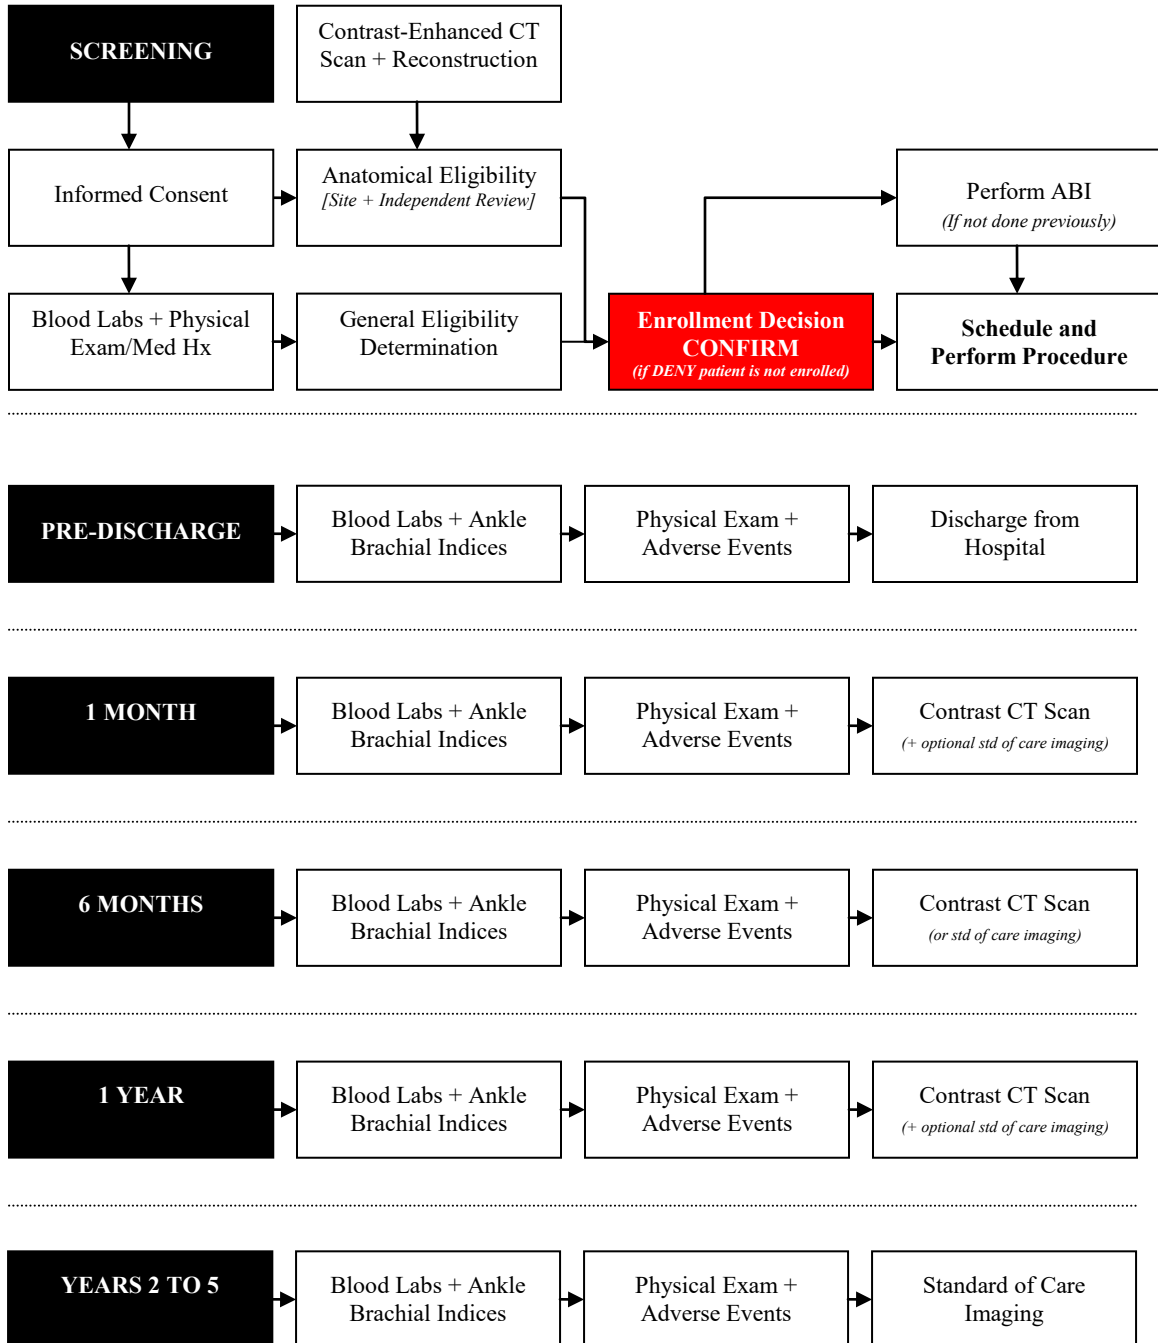 SCREENING
Contrast-Enhanced CT
Scan + Reconstruction
Informed Consent
Anatomical Eligibility
[Site + Independent Review]
Perform ABI
(If not done previously)
Blood Labs + Physical
Exam/Med Hx
General Eligibility
Determination
Enrollment Decision
CONFIRM
(if DENY patient is not enrolled)
Schedule and
Perform Procedure
PRE-DISCHARGE
Blood Labs + Ankle
Brachial Indices
Physical Exam +
Adverse Events
Discharge from
Hospital
1 MONTH
Blood Labs + Ankle
Brachial Indices
Physical Exam +
Adverse Events
Contrast CT Scan
(+ optional std of care imaging)
6 MONTHS
Blood Labs + Ankle
Brachial Indices
Physical Exam +
Adverse Events
Contrast CT Scan
(or std of care imaging)
1 YEAR
Blood Labs + Ankle
Brachial Indices
Physical Exam +
Adverse Events
Contrast CT Scan
(+ optional std of care imaging)
YEARS 2 TO 5
Blood Labs + Ankle
Brachial Indices
Physical Exam +
Adverse Events
Standard of Care
Imaging